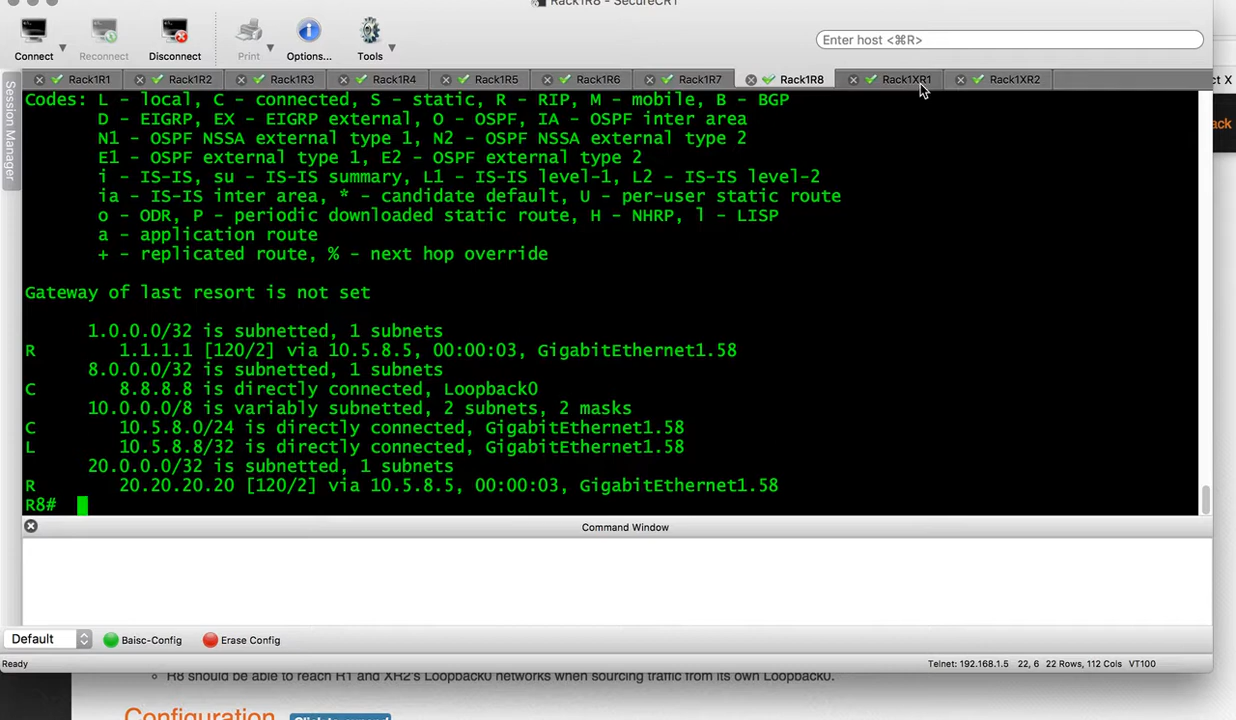 Rack1R8 - SecureCRT
Connect
Reconnect
Disconnect
Print
Options...
Tools
Enter host <⌘R>
Session Manager
Rack1R1
Rack1R2
Rack1R3
Rack1R4
Rack1R5
Rack1R6
Rack1R7
Rack1R8
Rack1XR1
Rack1XR2
Codes: L - local, C - connected, S - static, R - RIP, M - mobile, B - BGP
D - EIGRP, EX - EIGRP external, O - OSPF, IA - OSPF inter area
N1 - OSPF NSSA external type 1, N2 - OSPF NSSA external type 2
E1 - OSPF external type 1, E2 - OSPF external type 2
i - IS-IS, su - IS-IS summary, L1 - IS-IS level-1, L2 - IS-IS level-2
ia - IS-IS inter area, * - candidate default, U - per-user static route
o - ODR, P - periodic downloaded static route, H - NHRP, l - LISP
a - application route
+ - replicated route, % - next hop override
Gateway of last resort is not set
1.0.0.0/32 is subnetted, 1 subnets
R 1.1.1.1 [120/2] via 10.5.8.5, 00:00:03, GigabitEthernet1.58
8.0.0.0/32 is subnetted, 1 subnets
C 8.8.8.8 is directly connected, Loopback0
10.0.0.0/8 is variably subnetted, 2 subnets, 2 masks
C 10.5.8.0/24 is directly connected, GigabitEthernet1.58
L 10.5.8.8/32 is directly connected, GigabitEthernet1.58
20.0.0.0/32 is subnetted, 1 subnets
R 20.20.20.20 [120/2] via 10.5.8.5, 00:00:03, GigabitEthernet1.58
R8#
Command Window
Default
Baisc-Config
Erase Config
Ready
Telnet: 192.168.1.5 22, 6 22 Rows, 112 Cols VT100
R8 should be able to reach R1 and XR2's Loopback0 networks when sourcing traffic from its own Loopback0.
Configuration